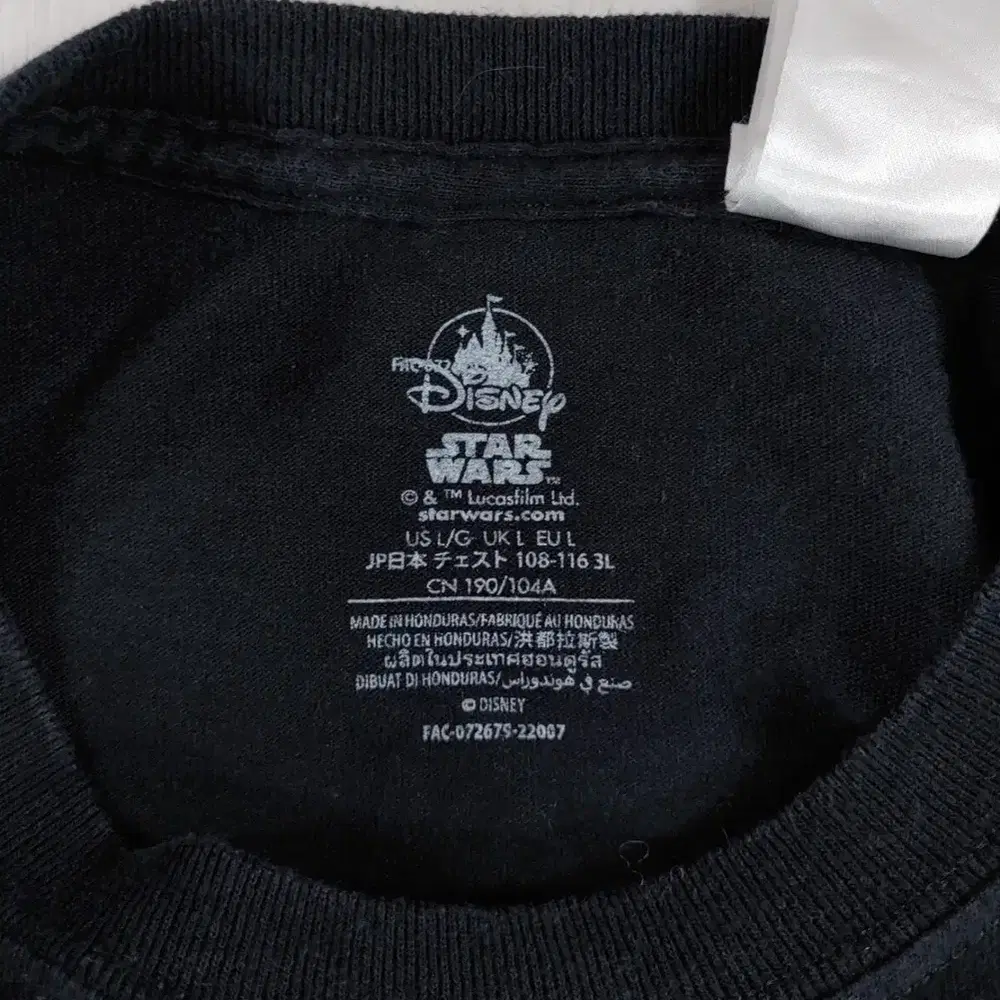 DISNEY
STAR
WARS™
© & ™ Lucasfilm Ltd.
starwars.com
US L/G UK L EU L
JP日本 チェスト 108-116 3L
CN 190/104A
MADE IN HONDURAS/FABRIQUÉ AU HONDURAS
HECHO EN HONDURAS/洪都拉斯製
ผลิตในประเทศฮอนดูรัส
DIBUAT DI HONDURAS/صنع في هوندوراس
© DISNEY
FAC-072679-22007